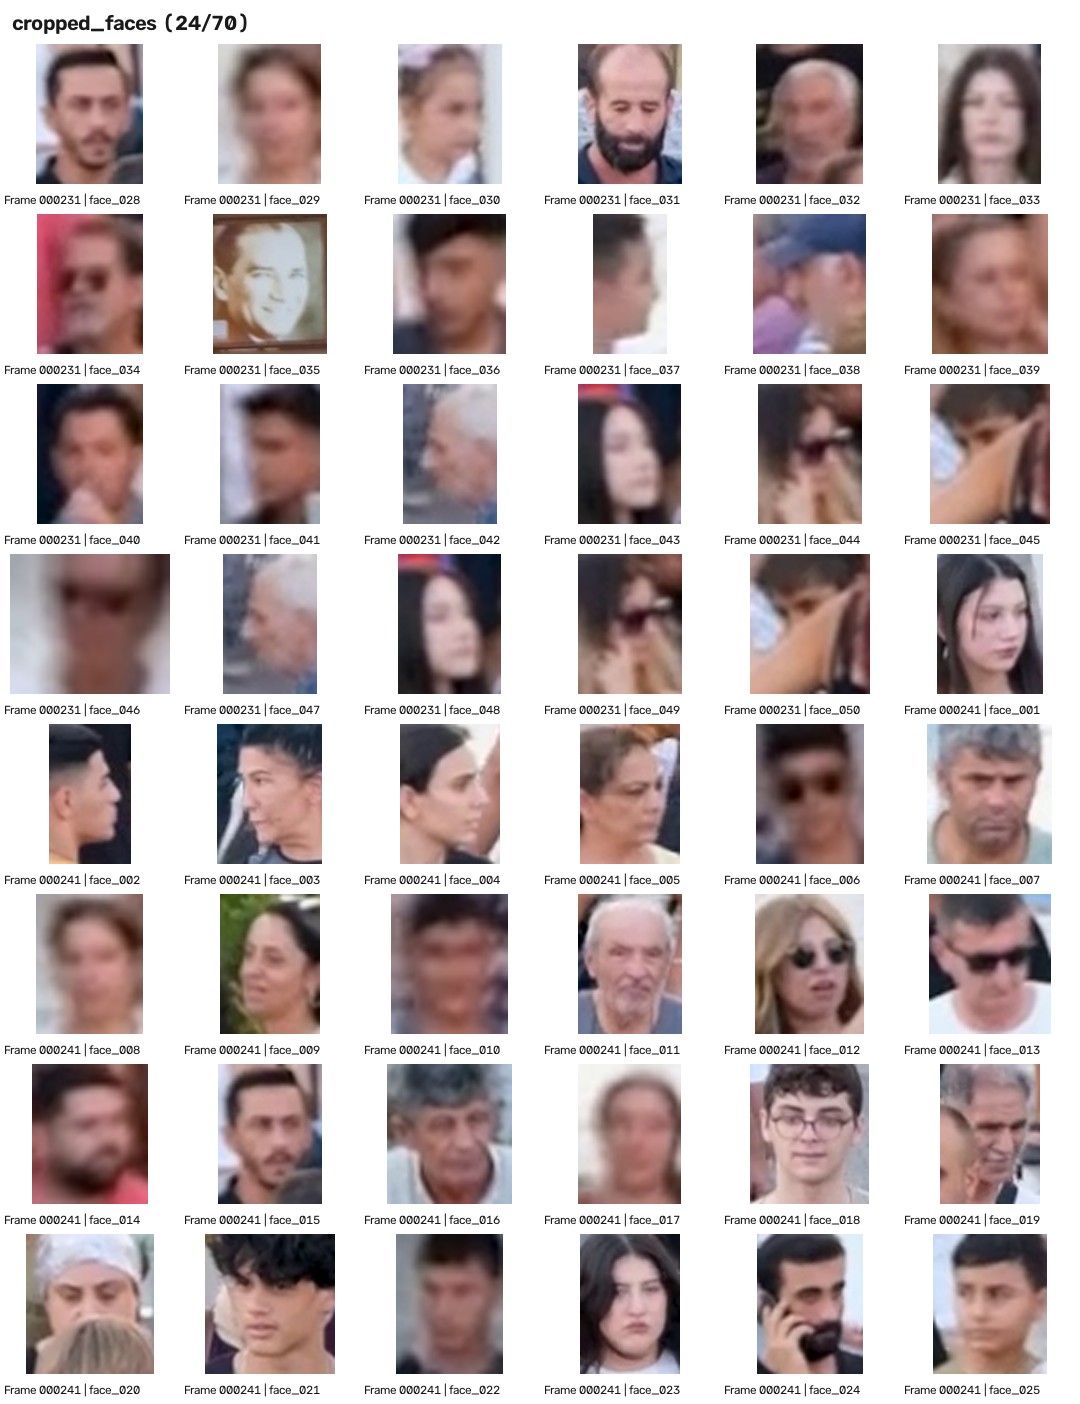 cropped_faces (24/70)
Frame 000231 | face_028 Frame 000231 | face_029 Frame 000231 | face_030 Frame 000231 | face_031 Frame 000231 | face_032 Frame 000231 | face_033
Frame 000231 | face_034 Frame 000231 | face_035 Frame 000231 | face_036 Frame 000231 | face_037 Frame 000231 | face_038 Frame 000231 | face_039
Frame 000231 | face_040 Frame 000231 | face_041 Frame 000231 | face_042 Frame 000231 | face_043 Frame 000231 | face_044 Frame 000231 | face_045
Frame 000231 | face_046 Frame 000231 | face_047 Frame 000231 | face_048 Frame 000231 | face_049 Frame 000231 | face_050 Frame 000241 | face_001
Frame 000241 | face_002 Frame 000241 | face_003 Frame 000241 | face_004 Frame 000241 | face_005 Frame 000241 | face_006 Frame 000241 | face_007
Frame 000241 | face_008 Frame 000241 | face_009 Frame 000241 | face_010 Frame 000241 | face_011 Frame 000241 | face_012 Frame 000241 | face_013
Frame 000241 | face_014 Frame 000241 | face_015 Frame 000241 | face_016 Frame 000241 | face_017 Frame 000241 | face_018 Frame 000241 | face_019
Frame 000241 | face_020 Frame 000241 | face_021 Frame 000241 | face_022 Frame 000241 | face_023 Frame 000241 | face_024 Frame 000241 | face_025